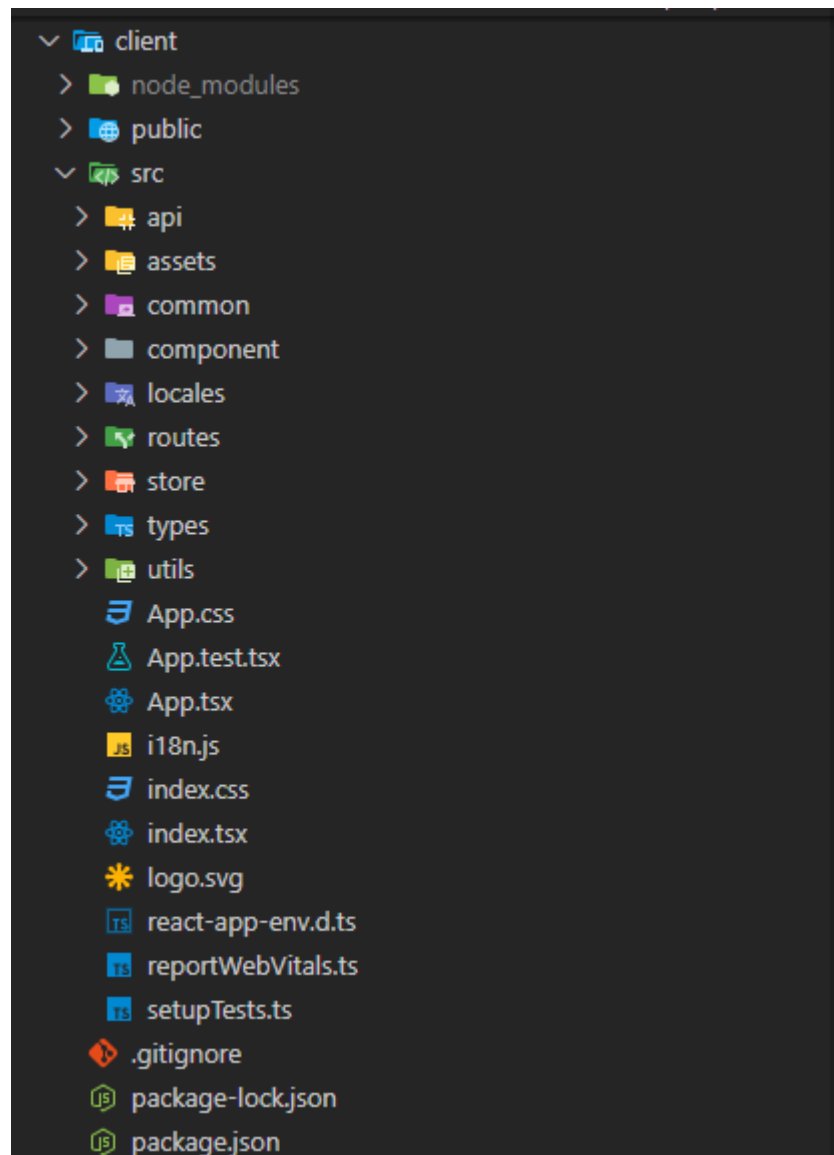 client
node_modules
public
src
api
assets
common
component
locales
routes
store
types
utils
App.css
App.test.tsx
App.tsx
i18n.js
index.css
index.tsx
logo.svg
react-app-env.d.ts
reportWebVitals.ts
setupTests.ts
.gitignore
package-lock.json
package.json